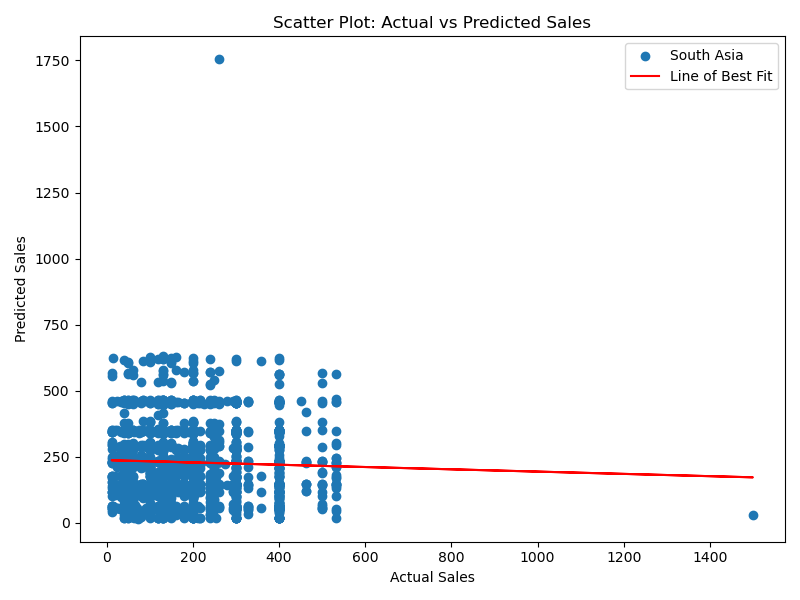 Scatter Plot: Actual vs Predicted Sales
South Asia
Line of Best Fit
1750
1500
1250
1000
750
500
250
0
Predicted Sales
0 200 400 600 800 1000 1200 1400
Actual Sales